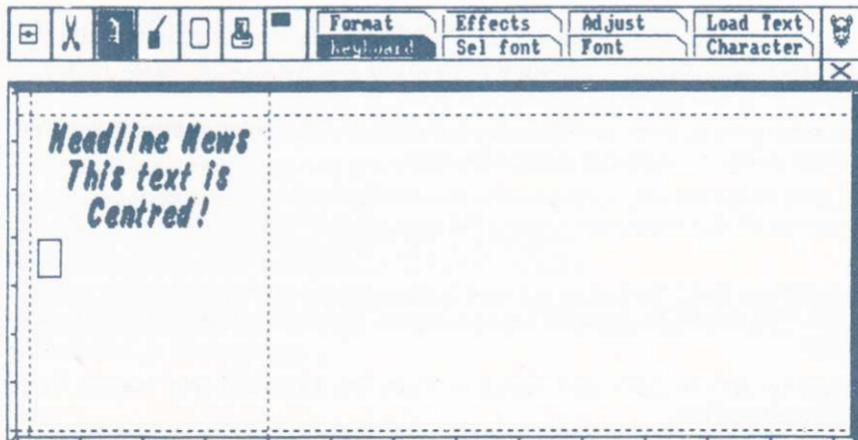 Format Effects Adjust Load Text
Keyboard Sel font Font Character
Headline News
This text is
Centred!